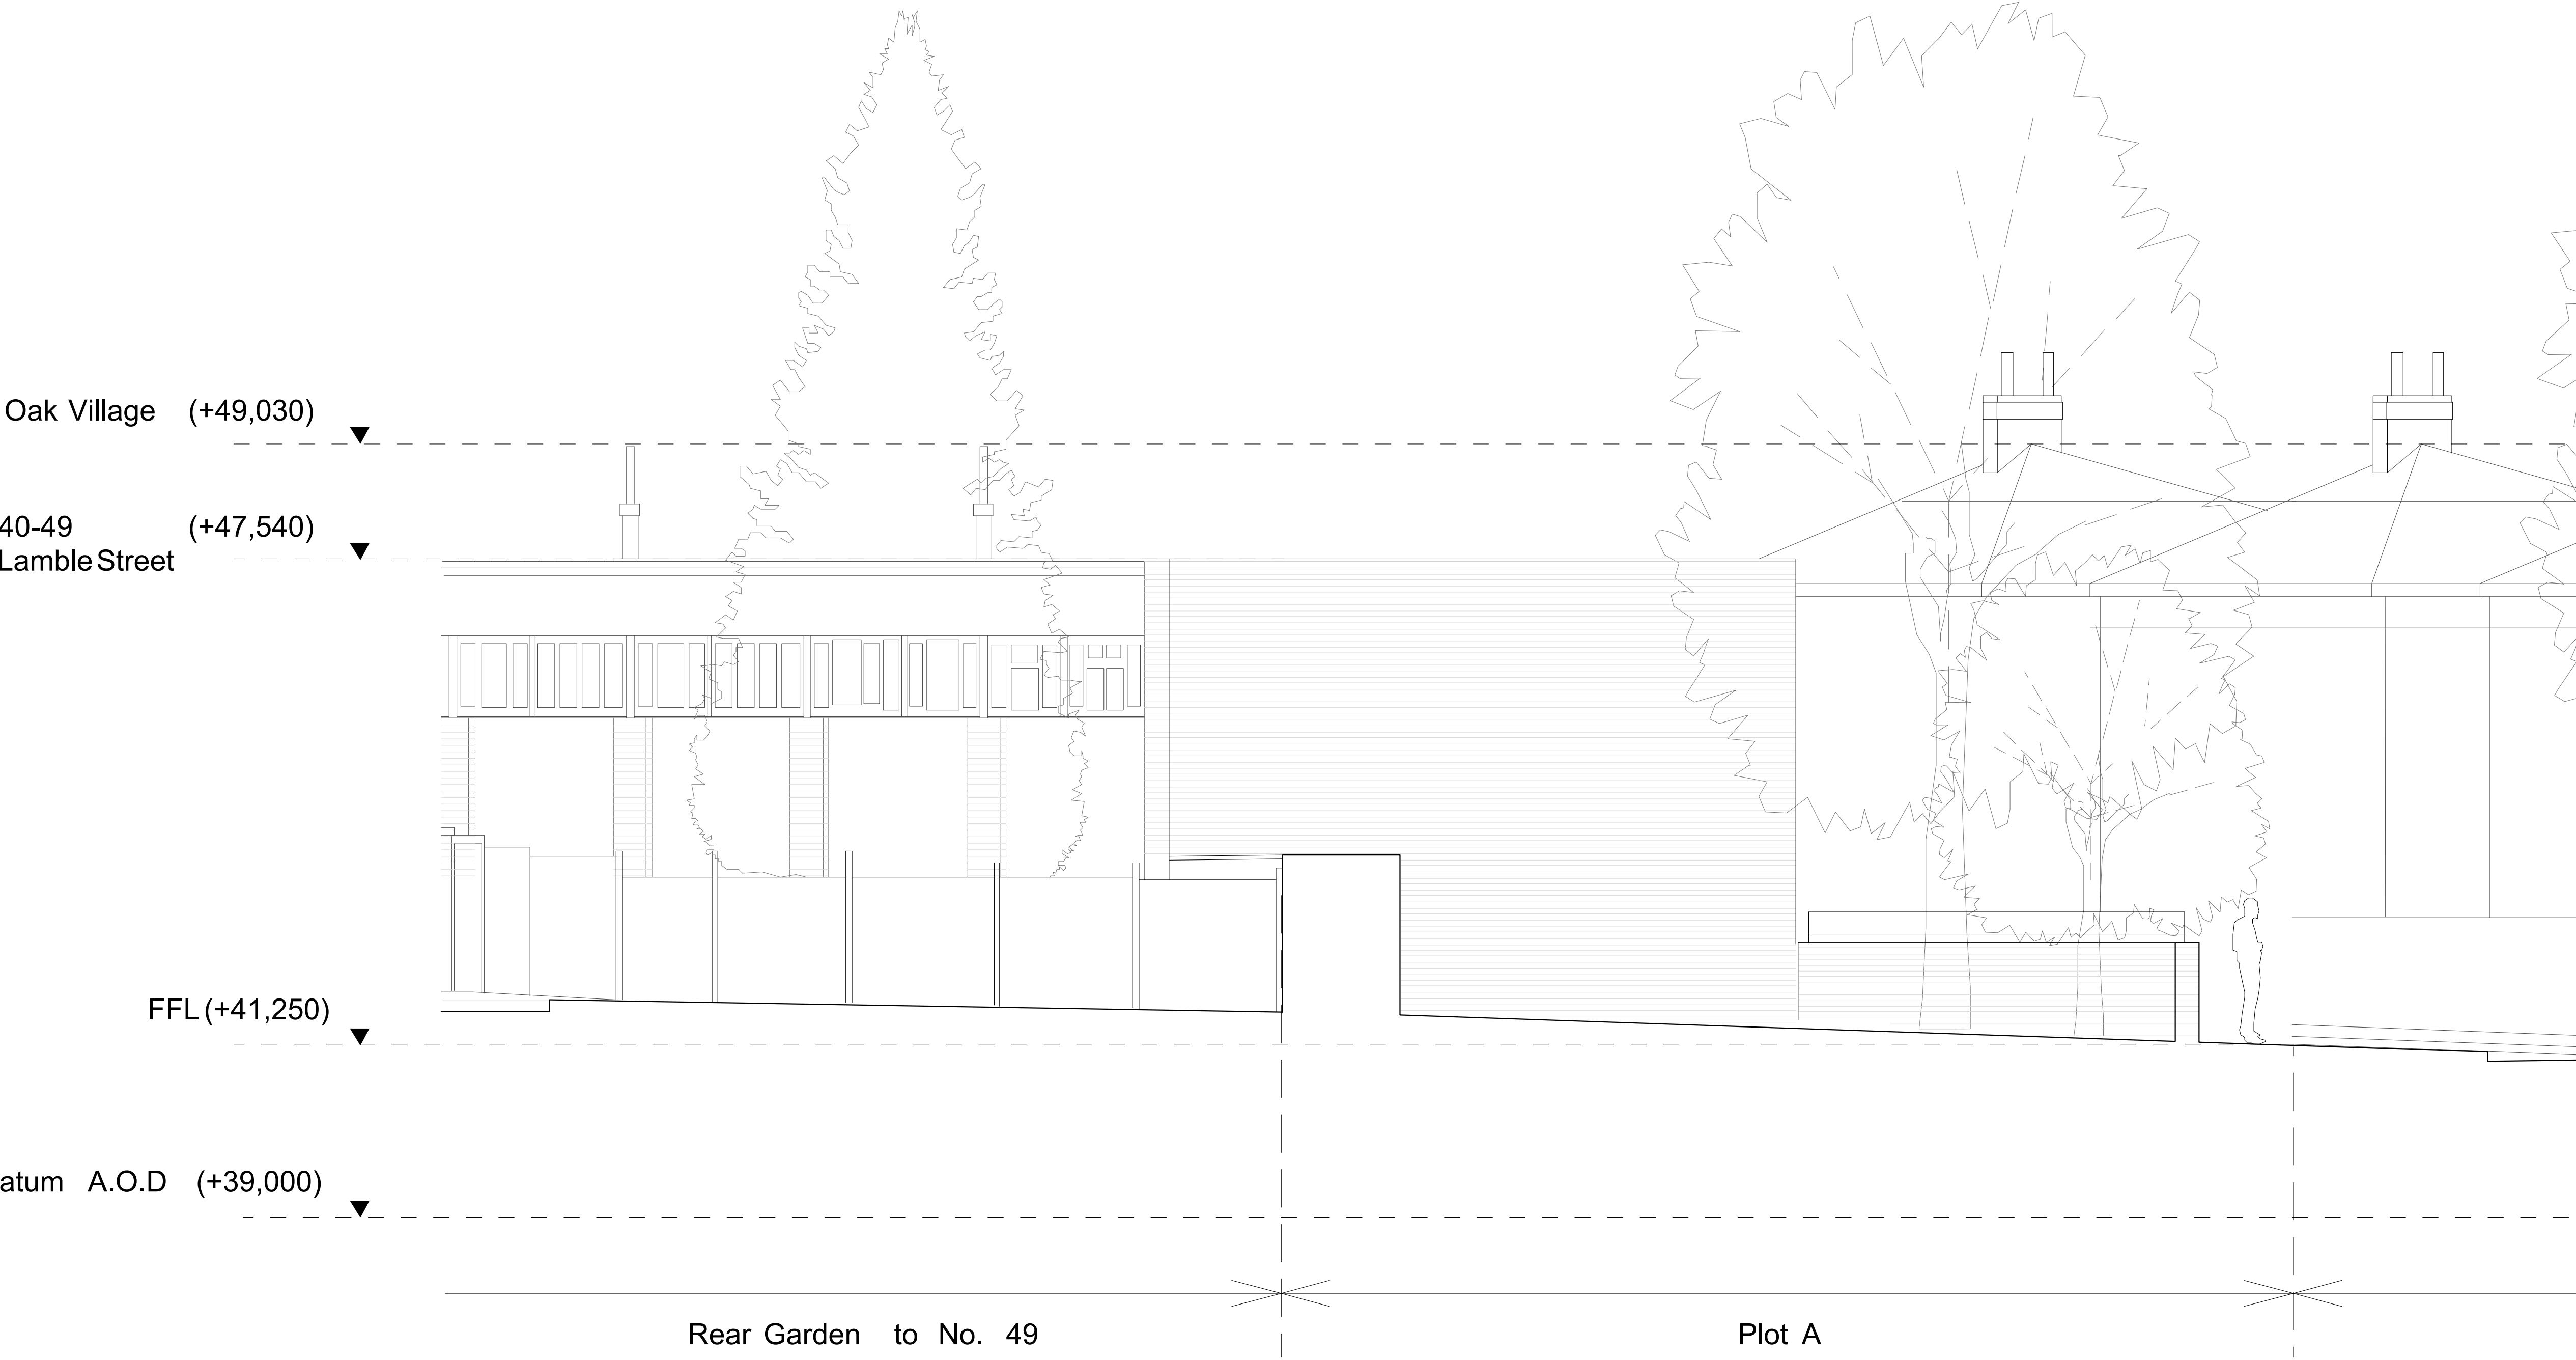 Oak Village (+49,030)
40-49 (+47,540)
Lamble Street
FFL (+41,250)
atum A.O.D (+39,000)
Rear Garden to No. 49
Plot A